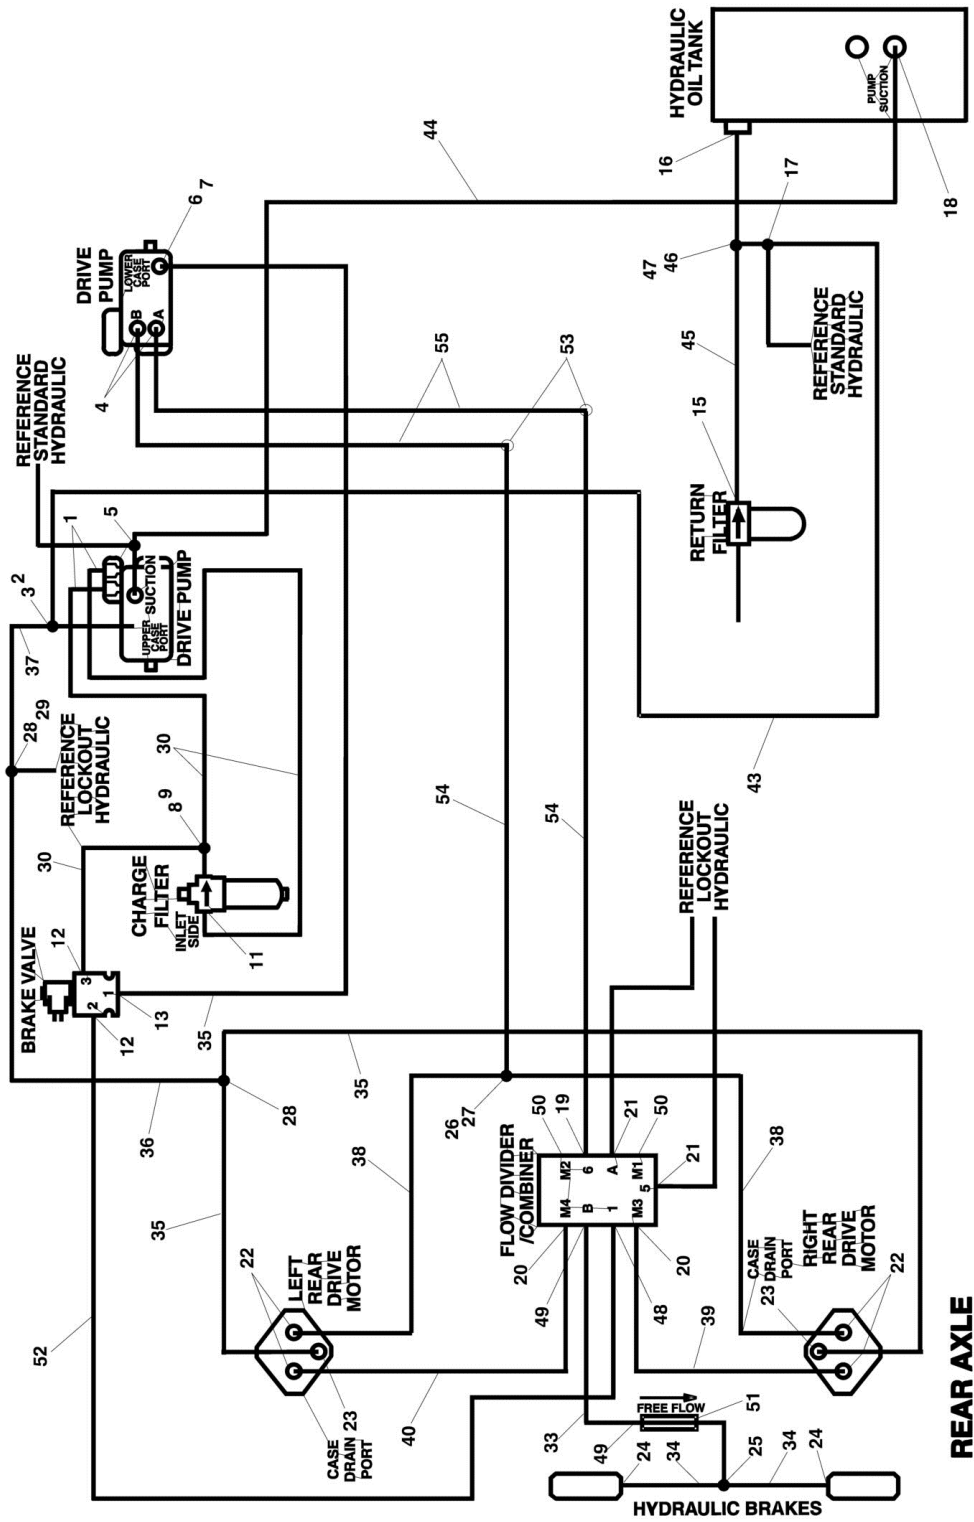 REAR AXLE
HYDRAULIC
OIL TANK
PUMP
SUCTION
16
18
17
44
47
46
45
REFERENCE
STANDARD
HYDRAULIC
15
RETURN
FILTER
43
DRIVE
PUMP
LOWER
CASE
PORT
B
A
6
7
4
55
53
REFERENCE
STANDARD
HYDRAULIC
1
5
SUCTION
UPPER
CASE
PORT
DRIVE PUMP
3
2
37
28
29
REFERENCE
LOCKOUT
HYDRAULIC
30
30
8
9
CHARGE
FILTER
INLET
SIDE
11
54
54
REFERENCE
LOCKOUT
HYDRAULIC
BRAKE VALVE
12
3
2
1
12
13
35
36
28
35
35
38
26
27
38
FLOW DIVIDER
/COMBINER
50
19
21
50
21
M2
6
A
M1
5
M4
B
1
M3
20
49
48
20
22
LEFT
REAR
DRIVE
MOTOR
23
CASE
DRAIN
PORT
CASE
DRAIN
PORT
RIGHT
REAR
DRIVE
MOTOR
23
22
52
40
39
33
49
FREE FLOW
51
24
34
25
34
24
HYDRAULIC BRAKES